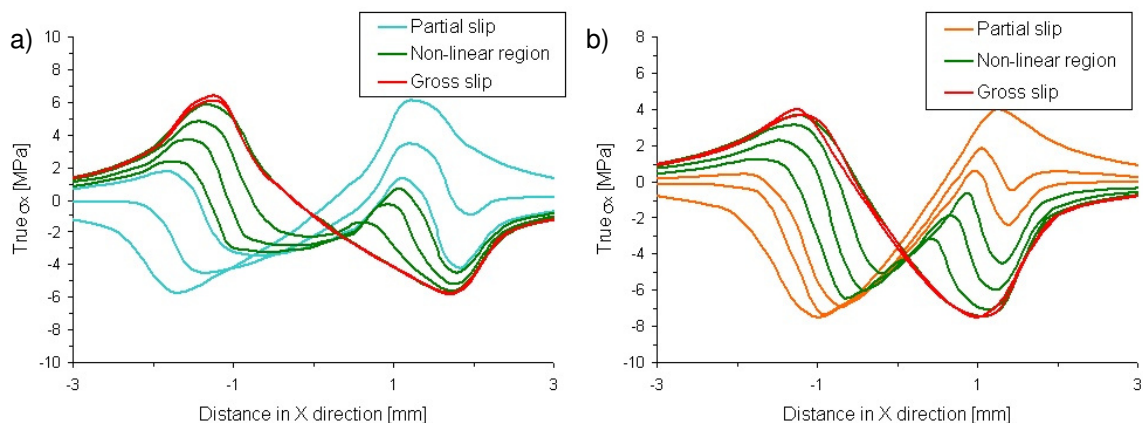 a)
Partial slip
Non-linear region
Gross slip
True σx [MPa]
10
8
6
4
2
0
-2
-4
-6
-8
-10
-3
-1
1
3
Distance in X direction [mm]
b)
Partial slip
Non-linear region
Gross slip
True σx [MPa]
8
6
4
2
0
-2
-4
-6
-8
-10
-3
-1
1
3
Distance in X direction [mm]